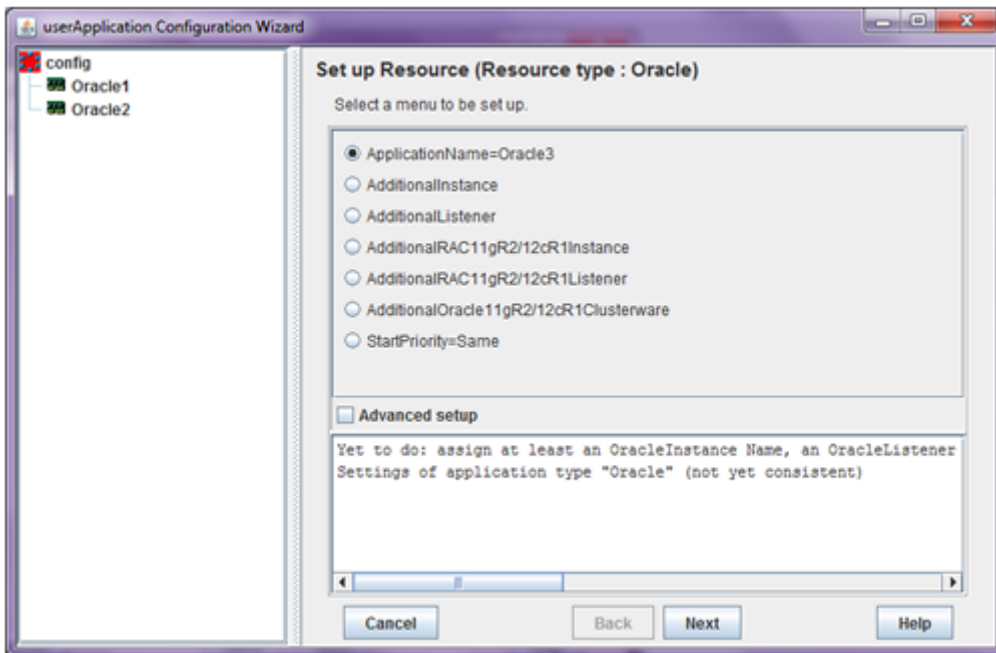 userApplication Configuration Wizard
config
Oracle1
Oracle2
Set up Resource (Resource type : Oracle)
Select a menu to be set up.
ApplicationName=Oracle3
AdditionalInstance
AdditionalListener
AdditionalRAC11gR2/12cR1Instance
AdditionalRAC11gR2/12cR1Listener
AdditionalOracle11gR2/12cR1Clusterware
StartPriority=Same
Advanced setup
Yet to do: assign at least an OracleInstance Name, an OracleListener
Settings of application type "Oracle" (not yet consistent)
Cancel
Back
Next
Help